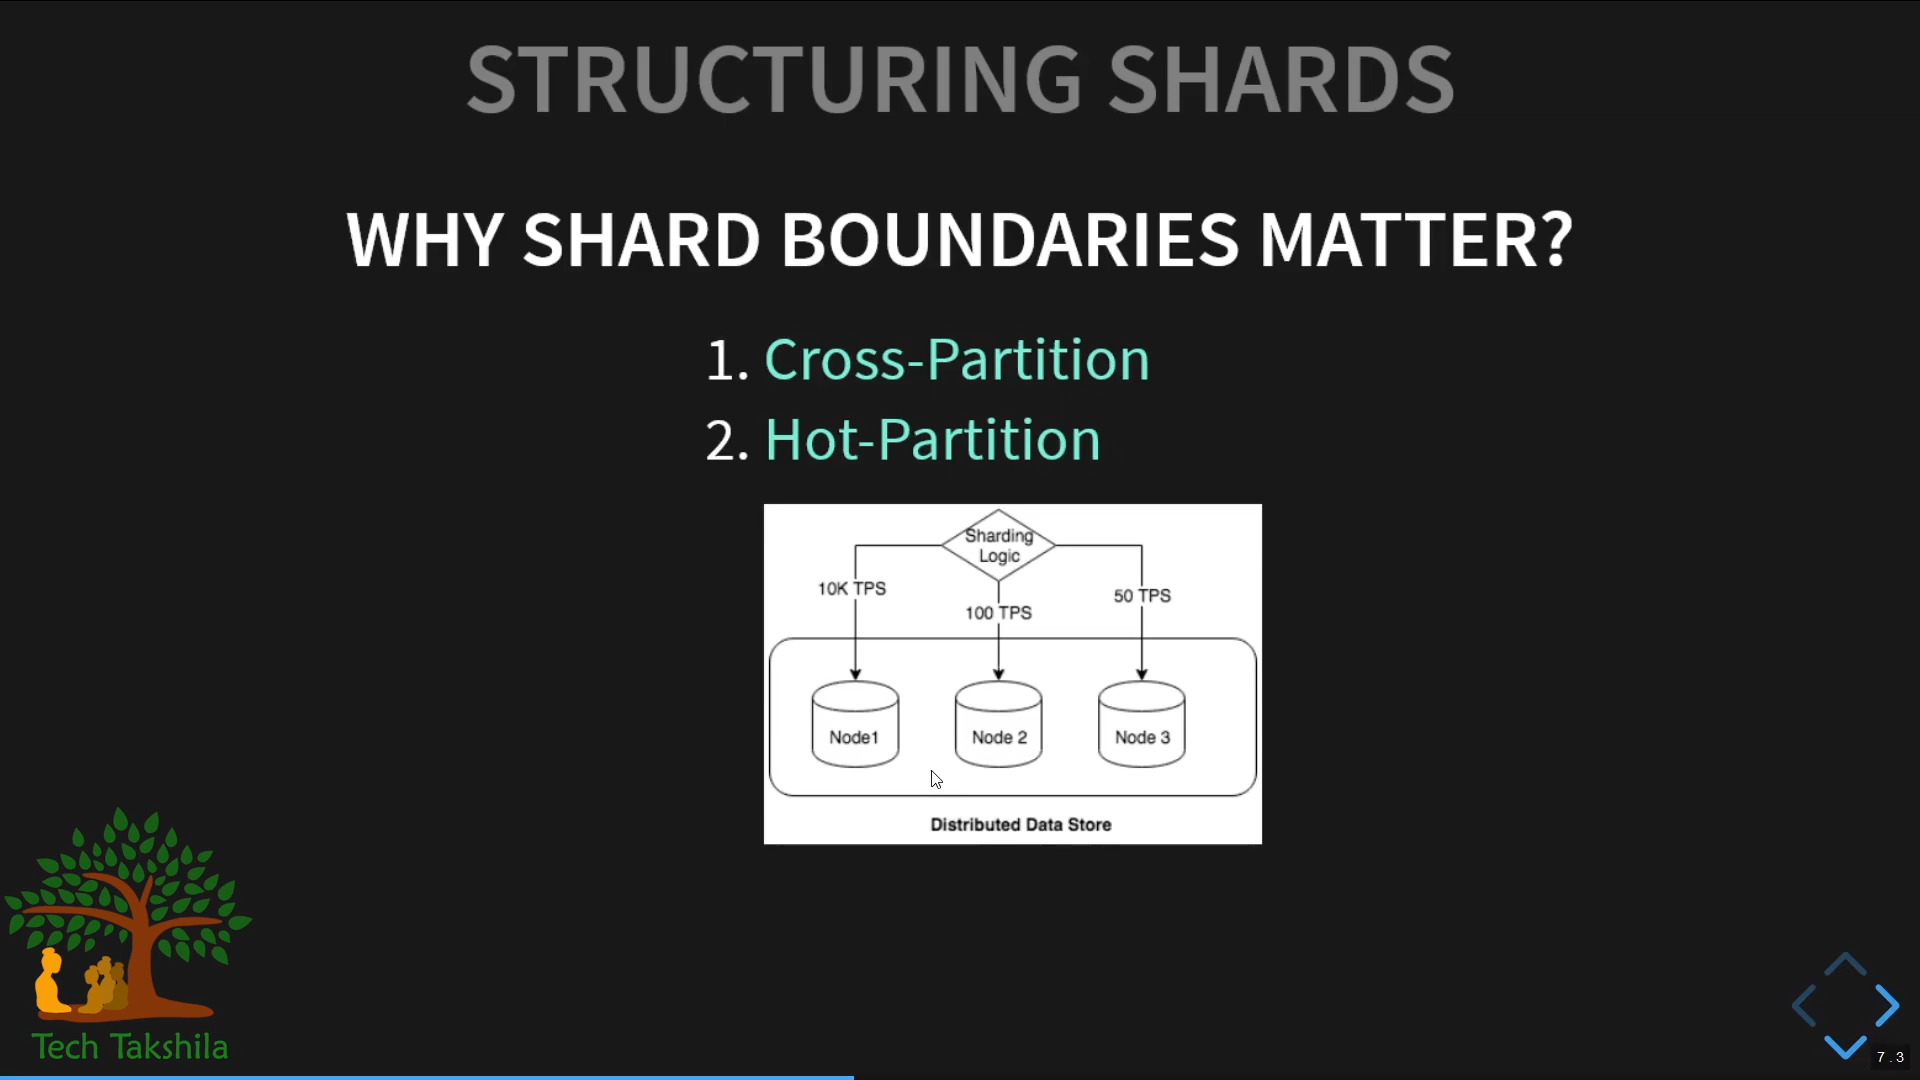 STRUCTURING SHARDS
WHY SHARD BOUNDARIES MATTER?
1. Cross-Partition
2. Hot-Partition
Sharding
Logic
10K TPS
100 TPS
50 TPS
Node1
Node 2
Node 3
Distributed Data Store
Tech Takshila
7.3